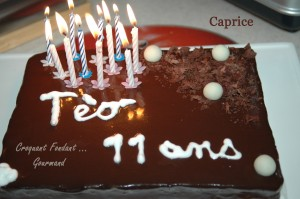 Caprice
Tèo
11 ans
Croquant Fondant ...
Gourmand